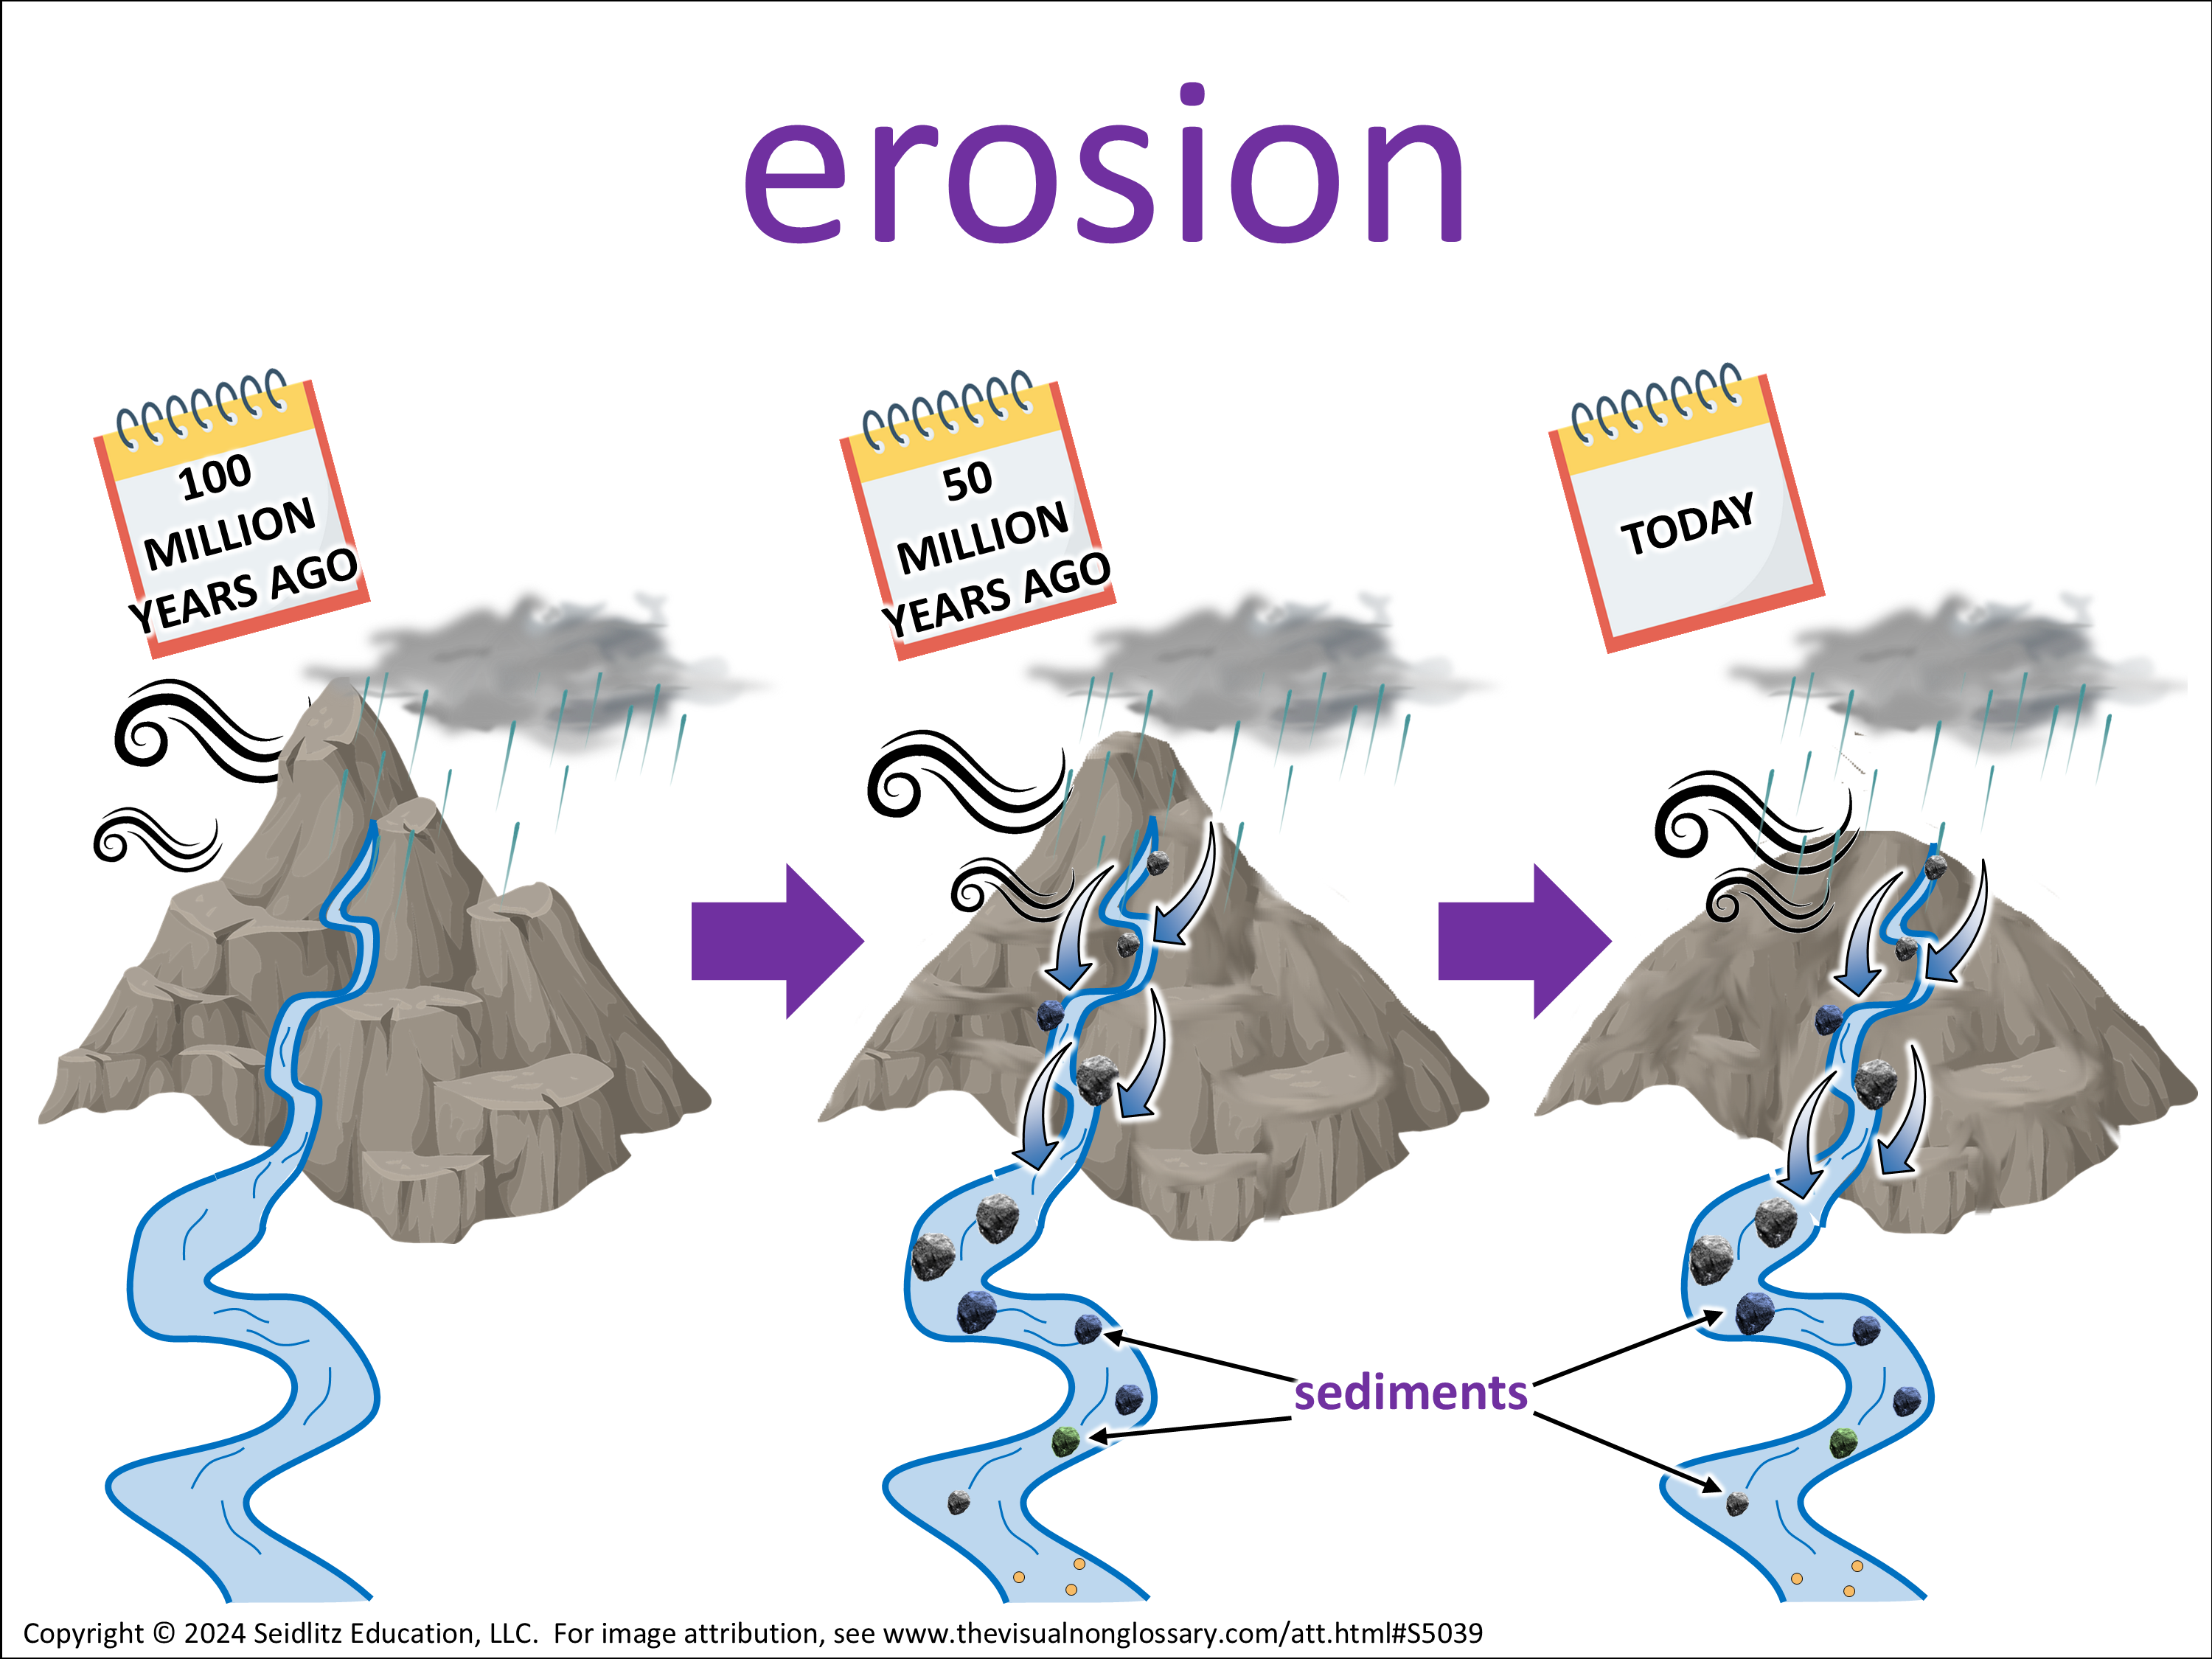 erosion
100
MILLION
YEARS AGO
50
MILLION
YEARS AGO
TODAY
sediments
Copyright © 2024 Seidlitz Education, LLC.  For image attribution, see www.thevisualnonglossary.com/att.html#S5039